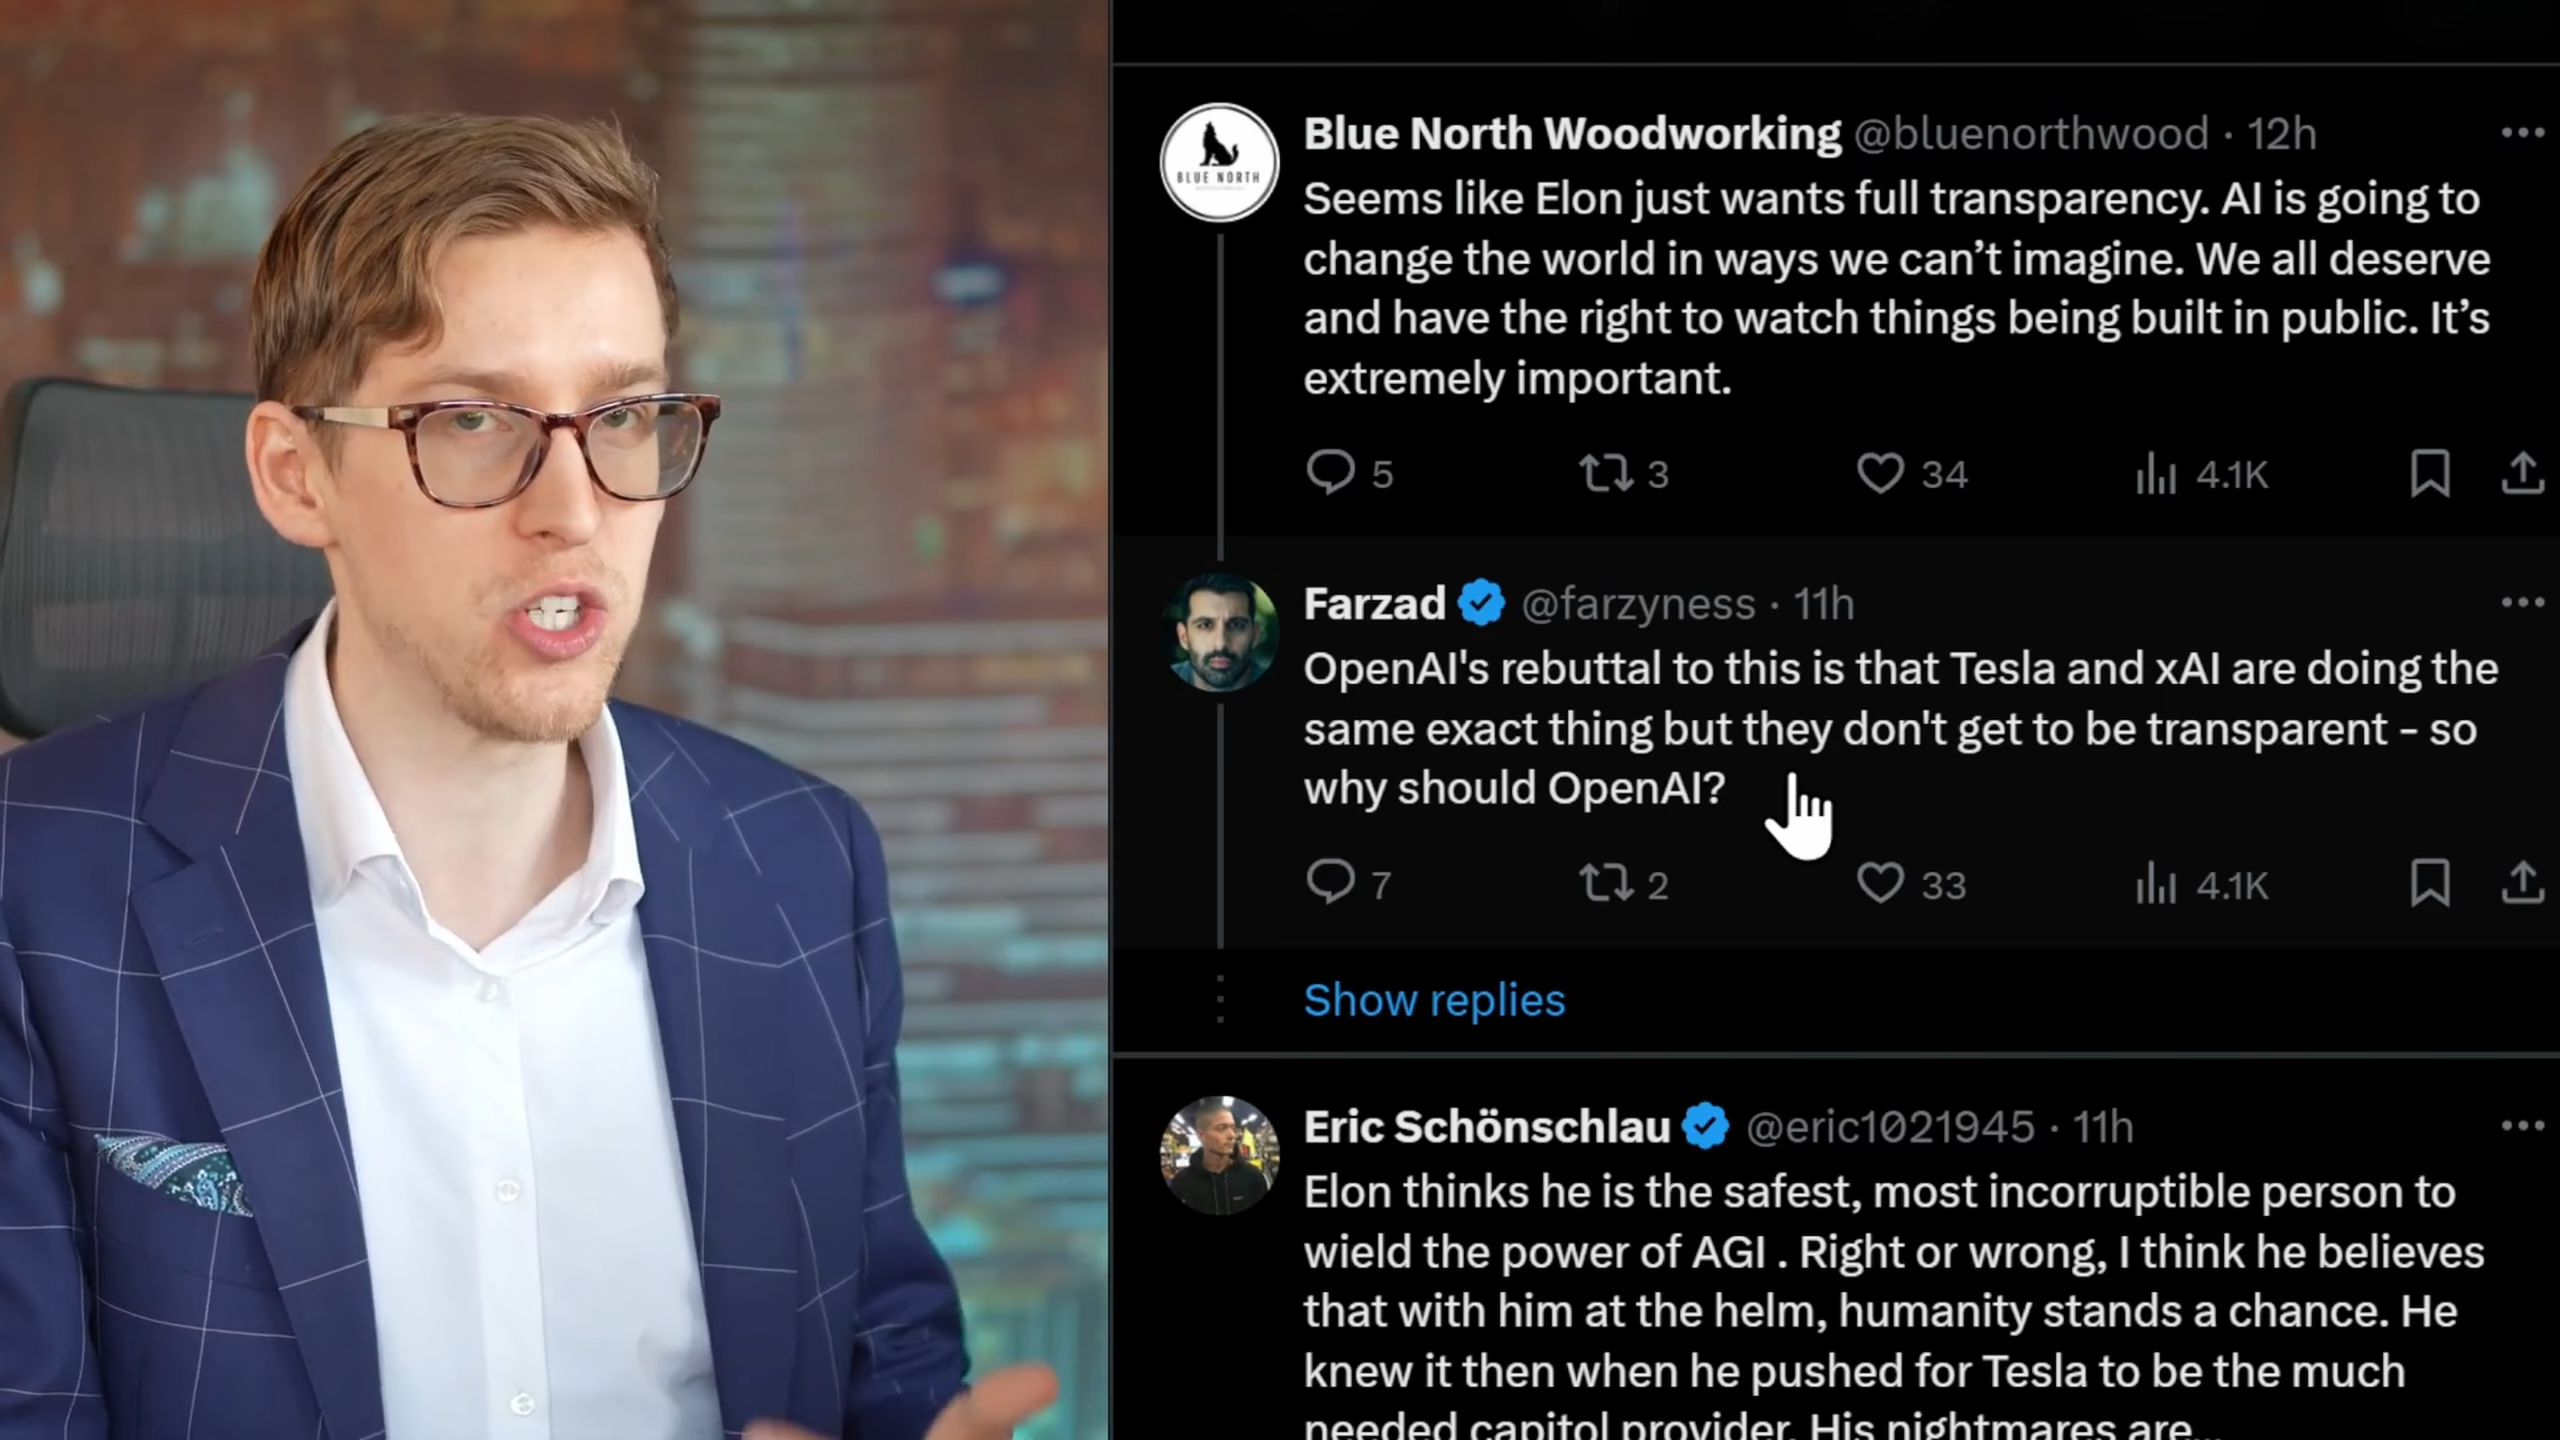 Blue North Woodworking @bluenorthwood · 12h
BLUE NORTH
Seems like Elon just wants full transparency. AI is going to
change the world in ways we can’t imagine. We all deserve
and have the right to watch things being built in public. It’s
extremely important.
5 3 34 4.1K
Farzad @farzyness · 11h
OpenAI's rebuttal to this is that Tesla and xAI are doing the
same exact thing but they don't get to be transparent - so
why should OpenAI?
7 2 33 4.1K
Show replies
Eric Schönschlau @eric1021945 · 11h
Elon thinks he is the safest, most incorruptible person to
wield the power of AGI . Right or wrong, I think he believes
that with him at the helm, humanity stands a chance. He
knew it then when he pushed for Tesla to be the much
needed capitol provider. His nightmares are...